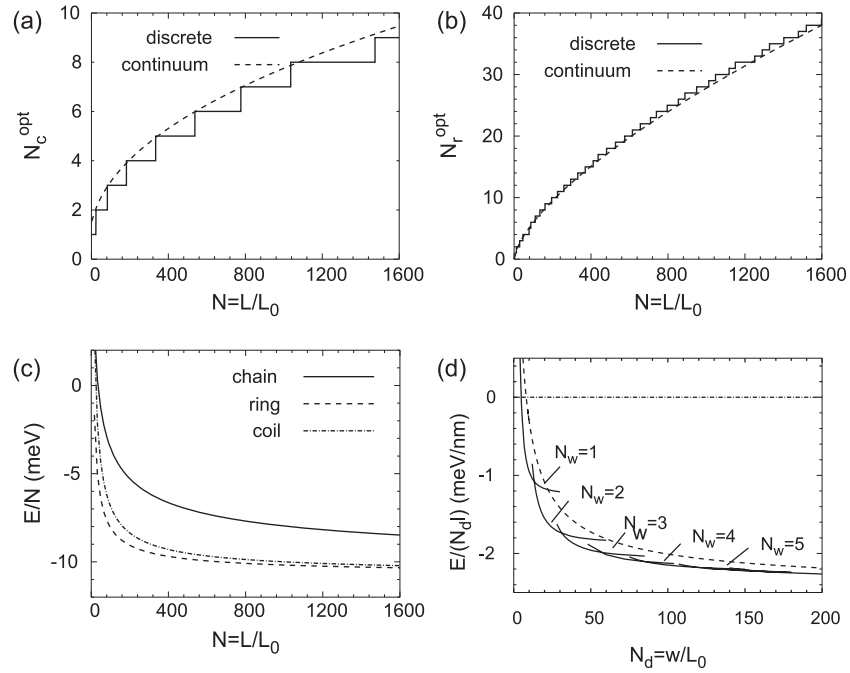 (a)
10
8
6
4
2
0
N_c^opt
discrete
continuum
0
400
800
1200
1600
N=L/L_0
(b)
40
30
20
10
0
N_r^opt
discrete
continuum
0
400
800
1200
1600
N=L/L_0
(c)
0
-5
-10
E/N (meV)
chain
ring
coil
0
400
800
1200
1600
N=L/L_0
(d)
0
-1
-2
E/(N_dl) (meV/nm)
N_w=1
N_w=2
N_w=3
N_w=4
N_w=5
0
50
100
150
200
N_d=w/L_0